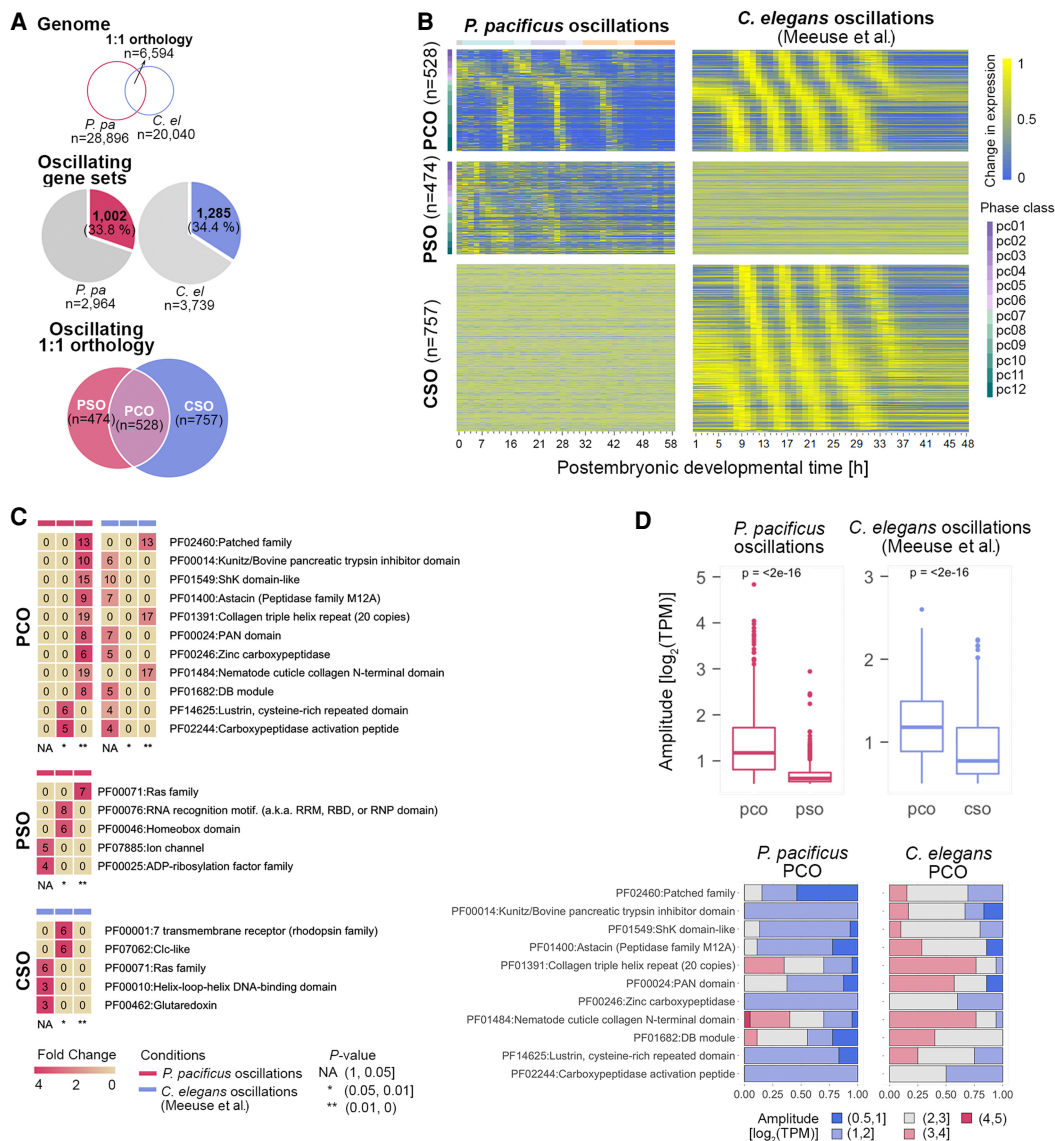 A
Genome
1:1 orthology
n=6,594
P. pa
n=28,896
C. el
n=20,040
Oscillating
gene sets
1,002
(33.8 %)
1,285
(34.4 %)
P. pa
n=2,964
C. el
n=3,739
Oscillating
1:1 orthology
PSO
(n=474)
PCO
(n=528)
CSO
(n=757)
B
P. pacificus oscillations
C. elegans oscillations
(Meeuse et al.)
PCO (n=528)
PSO (n=474)
CSO (n=757)
0 7 16 21 28 32 41 47 58
1 5 9 13 17 21 25 29 33 37 44 48
Postembryonic developmental time [h]
Change in expression
1
0.5
0
Phase class
pc01
pc02
pc03
pc04
pc05
pc06
pc07
pc08
pc09
pc10
pc11
pc12
C
PCO
0 0 13 0 0 13 PF02460:Patched family
0 0 10 6 0 0 PF00014:Kunitz/Bovine pancreatic trypsin inhibitor domain
0 0 15 10 0 0 PF01549:ShK domain-like
0 0 9 7 0 0 PF01400:Astacin (Peptidase family M12A)
0 0 19 0 0 17 PF01391:Collagen triple helix repeat (20 copies)
0 0 8 7 0 0 PF00024:PAN domain
0 0 6 5 0 0 PF00246:Zinc carboxypeptidase
0 0 19 0 0 17 PF01484:Nematode cuticle collagen N-terminal domain
0 0 8 5 0 0 PF01682:DB module
0 6 0 4 0 0 PF14625:Lustrin, cysteine-rich repeated domain
0 5 0 4 0 0 PF02244:Carboxypeptidase activation peptide
NA * ** NA * **
PSO
0 0 7 PF00071:Ras family
0 8 0 PF00076:RNA recognition motif. (a.k.a. RRM, RBD, or RNP domain)
0 6 0 PF00046:Homeobox domain
5 0 0 PF07885:Ion channel
4 0 0 PF00025:ADP-ribosylation factor family
NA * **
CSO
0 6 0 PF00001:7 transmembrane receptor (rhodopsin family)
0 6 0 PF07062:Clc-like
6 0 0 PF00071:Ras family
3 0 0 PF00010:Helix-loop-helix DNA-binding domain
3 0 0 PF00462:Glutaredoxin
NA * **
Fold Change
4 2 0
Conditions
P. pacificus oscillations
C. elegans oscillations
(Meeuse et al.)
P-value
NA (1, 0.05]
* (0.05, 0.01]
** (0.01, 0)
D
P. pacificus
oscillations
C. elegans oscillations
(Meeuse et al.)
p = <2e-16
p = <2e-16
Amplitude [log2(TPM)]
5
4
3
2
1
3
2
1
pco pso
pco cso
P. pacificus
PCO
C. elegans
PCO
PF02460:Patched family
PF00014:Kunitz/Bovine pancreatic trypsin inhibitor domain
PF01549:ShK domain-like
PF01400:Astacin (Peptidase family M12A)
PF01391:Collagen triple helix repeat (20 copies)
PF00024:PAN domain
PF00246:Zinc carboxypeptidase
PF01484:Nematode cuticle collagen N-terminal domain
PF01682:DB module
PF14625:Lustrin, cysteine-rich repeated domain
PF02244:Carboxypeptidase activation peptide
0.00 0.25 0.50 0.75 1.00
0.00 0.25 0.50 0.75 1.00
Amplitude
[log2(TPM)]
(0.5,1]
(1,2]
(2,3]
(3,4]
(4,5)